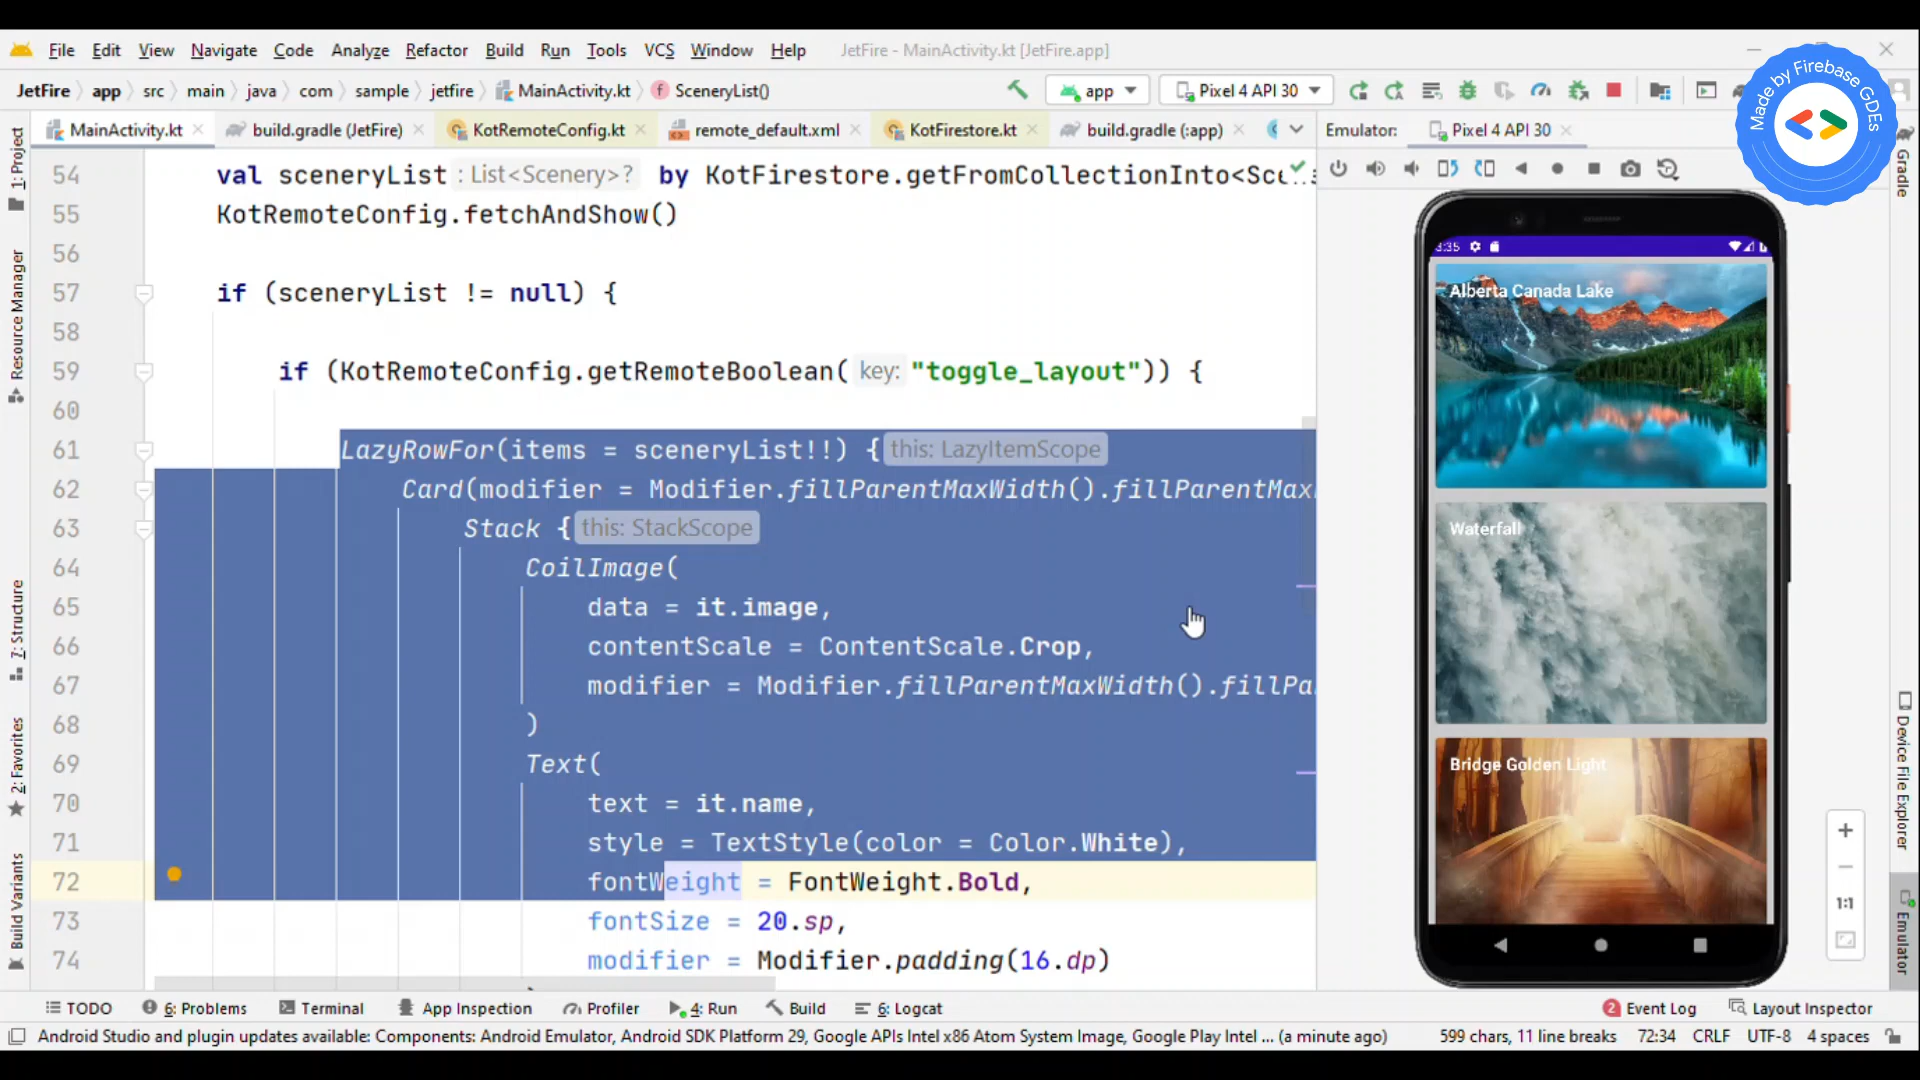 File Edit View Navigate Code Analyze Refactor Build Run Tools VCS Window Help JetFire - MainActivity.kt [JetFire.app]
JetFire app src main java com sample jetfire MainActivity.kt SceneryList() app Pixel 4 API 30
Made by Firebase GDEs
MainActivity.kt build.gradle (JetFire) KotRemoteConfig.kt remote_default.xml KotFirestore.kt build.gradle (:app) Emulator: Pixel 4 API 30
1: Project
Resource Manager
7: Structure
2: Favorites
Build Variants
54 val sceneryList : List<Scenery>? by KotFirestore.getFromCollectionInto<Sce
55 KotRemoteConfig.fetchAndShow()
56
57 if (sceneryList != null) {
58
59 if (KotRemoteConfig.getRemoteBoolean( key: "toggle_layout")) {
60
61 LazyRowFor(items = sceneryList!!) { this: LazyItemScope
62 Card(modifier = Modifier.fillParentMaxWidth().fillParentMax
63 Stack { this: StackScope
64 CoilImage(
65 data = it.image,
66 contentScale = ContentScale.Crop,
67 modifier = Modifier.fillParentMaxWidth().fillPa
68 )
69 Text(
70 text = it.name,
71 style = TextStyle(color = Color.White),
72 fontWeight = FontWeight.Bold,
73 fontSize = 20.sp,
74 modifier = Modifier.padding(16.dp)
3:35
Alberta Canada Lake
Waterfall
Bridge Golden Light
1:1
Gradle
Device File Explorer
Emulator
TODO 6: Problems Terminal App Inspection Profiler 4: Run Build 6: Logcat 2 Event Log Layout Inspector
Android Studio and plugin updates available: Components: Android Emulator, Android SDK Platform 29, Google APIs Intel x86 Atom System Image, Google Play Intel ... (a minute ago) 599 chars, 11 line breaks 72:34 CRLF UTF-8 4 spaces